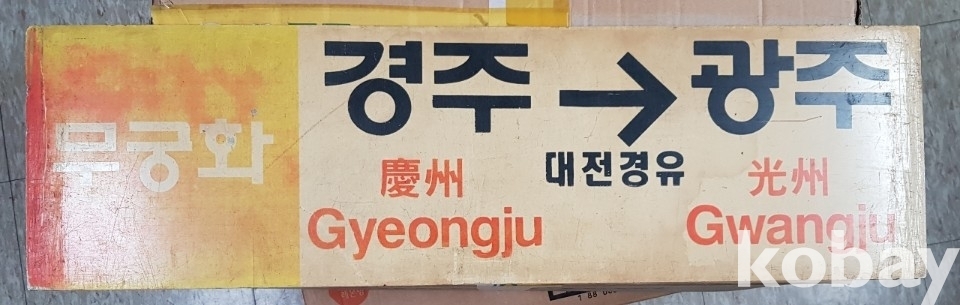 무궁화
경주 → 광주
慶州 대전경유 光州
Gyeongju Gwangju
kobay